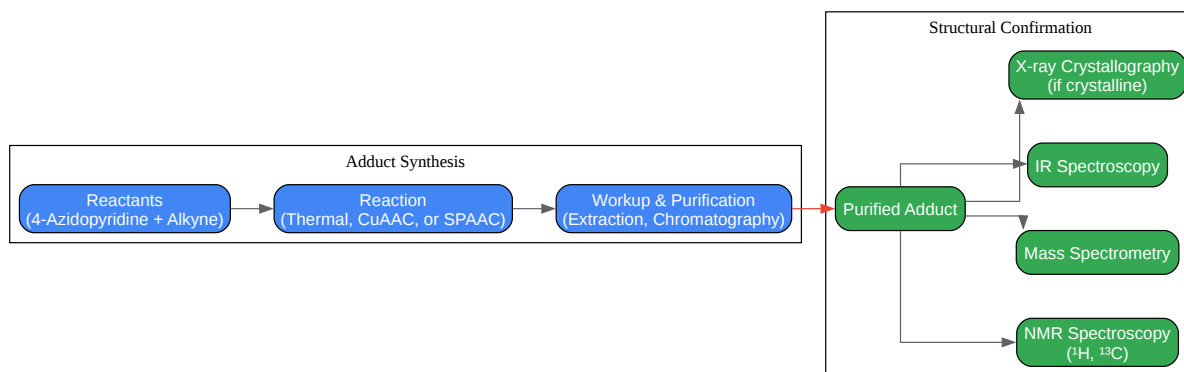 Adduct Synthesis
Reactants
(4-Azidopyridine + Alkyne)
Reaction
(Thermal, CuAAC, or SPAAC)
Workup & Purification
(Extraction, Chromatography)
Structural Confirmation
Purified Adduct
X-ray Crystallography
(if crystalline)
IR Spectroscopy
Mass Spectrometry
NMR Spectroscopy
(¹H, ¹³C)